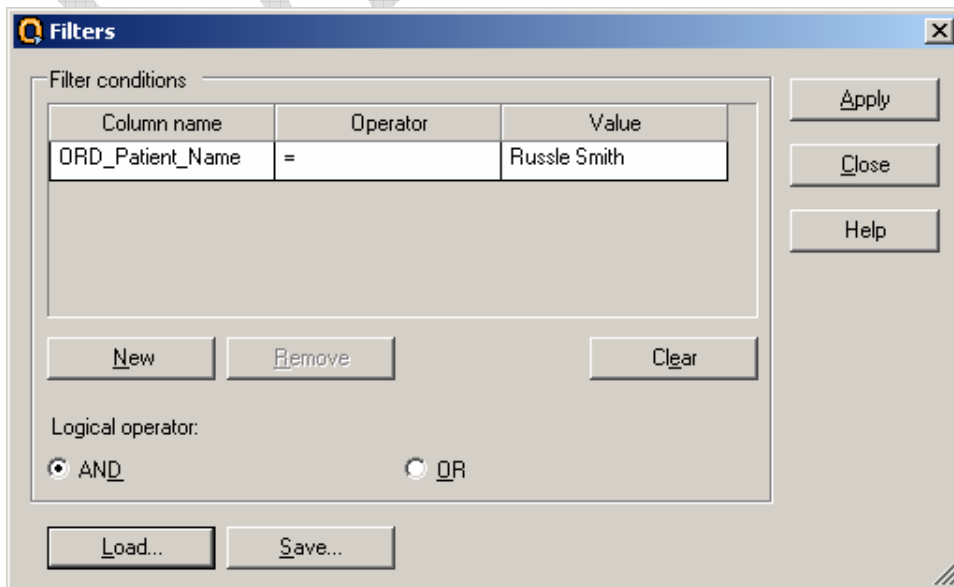 Filters
Filter conditions
Apply
Column name Operator Value
ORD_Patient_Name = Russle Smith
Close
Help
New Remove Clear
Logical operator:
AND OR
Load... Save...